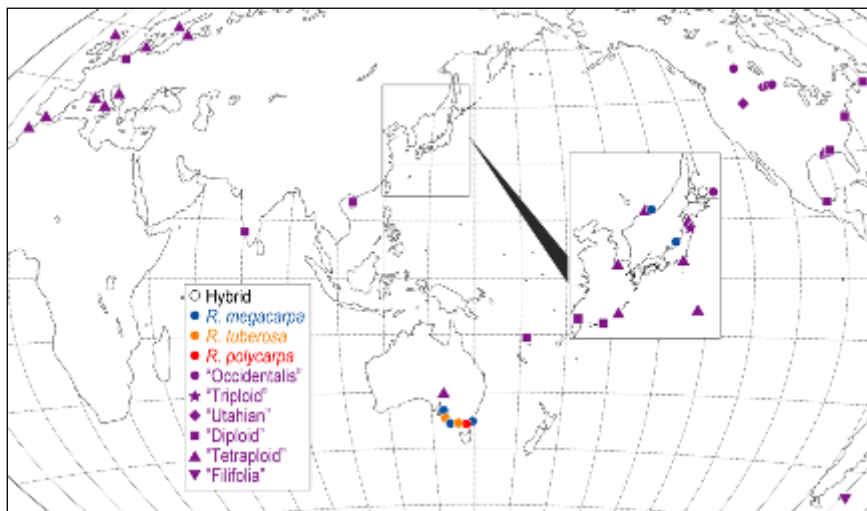 Hybrid
R. megacarpa
R. tuberosa
R. polycarpa
"Occidentalis"
"Triploid"
"Utahian"
"Diploid"
"Tetraploid"
"Filifolia"